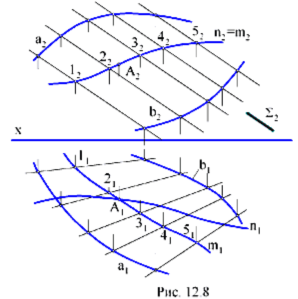 a₂
5₂
n₂=m₂
4₂
3₂
2₂
A₂
1₂
b₂
Σ₂
x
1₁
b₁
2₁
A₁
n₁
3₁
4₁
5₁
m₁
a₁
Рис. 12.8